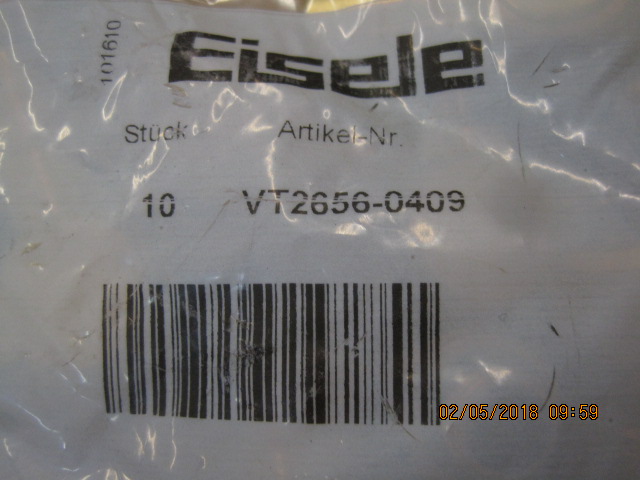 101610
Eisele
Stück Artikel-Nr.
10 VT2656-0409
02/05/2018 09:59